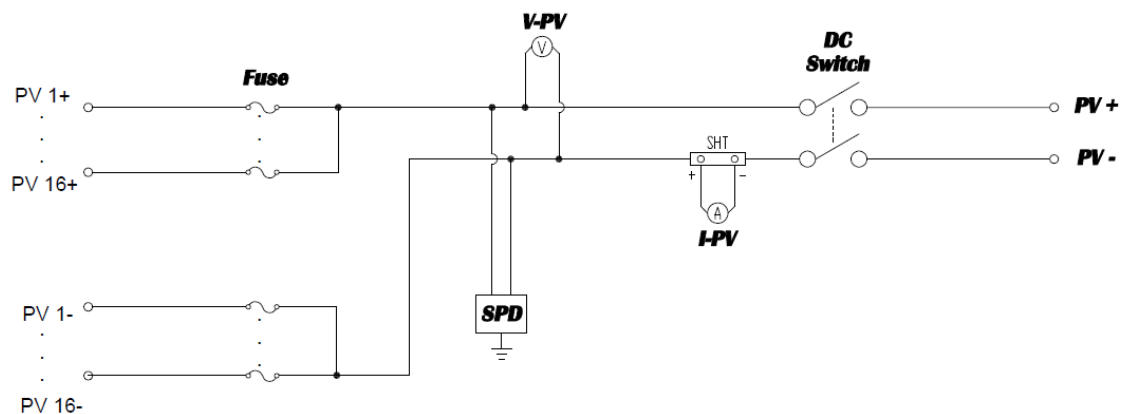 V-PV
V
DC
Switch
Fuse
PV 1+
PV +
SHT
PV -
+
-
PV 16+
A
I-PV
SPD
PV 1-
PV 16-